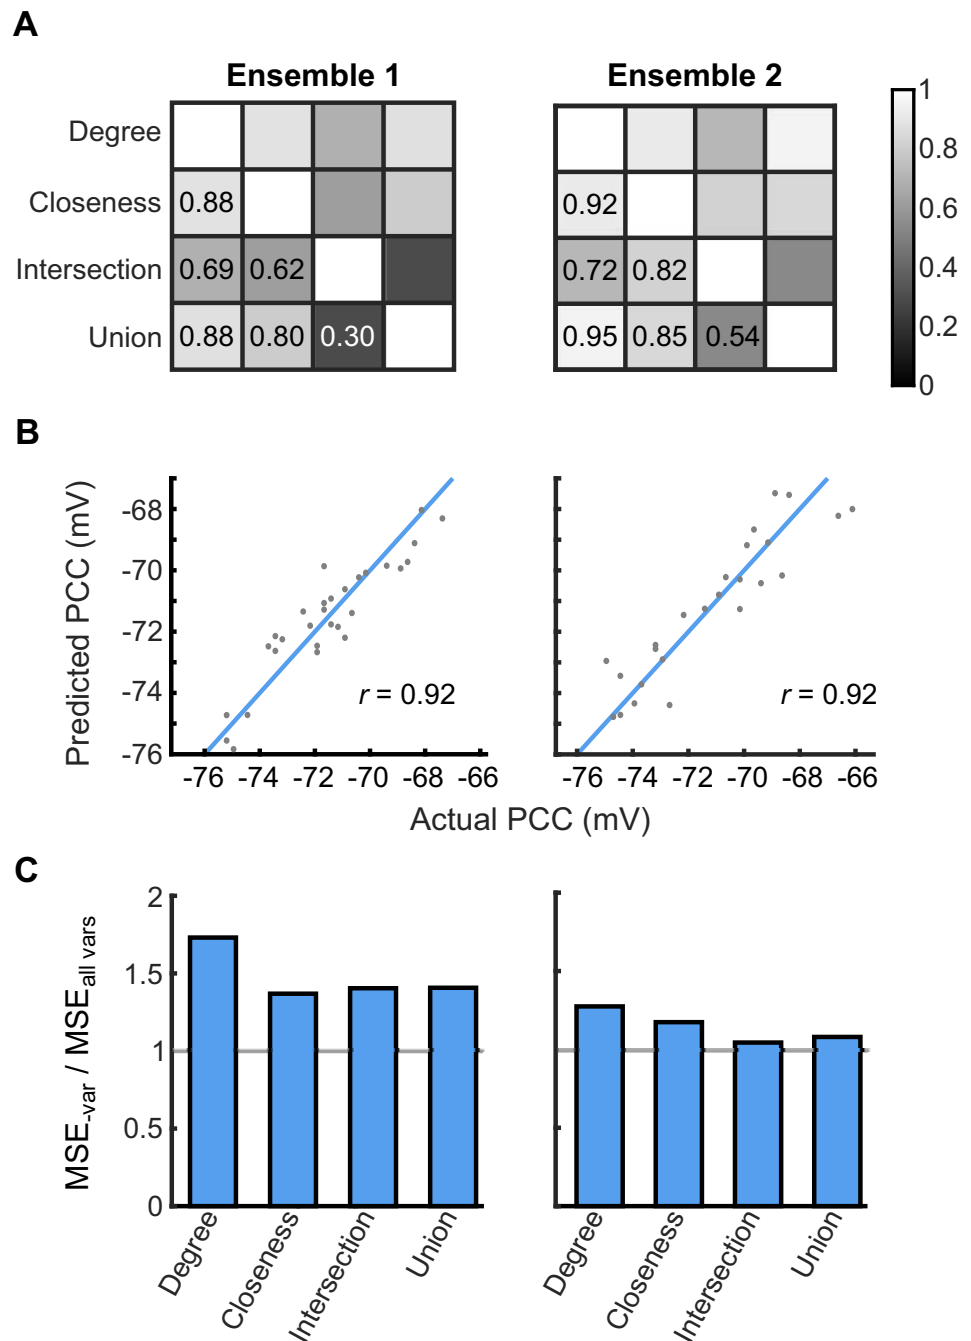 A
Ensemble 1
Ensemble 2
Degree
Closeness
Intersection
Union
0.88
0.69 0.62
0.88 0.80 0.30
0.92
0.72 0.82
0.95 0.85 0.54
1
0.8
0.6
0.4
0.2
0
B
Predicted PCC (mV)
-68
-70
-72
-74
-76
r = 0.92
r = 0.92
-76 -74 -72 -70 -68 -66
-76 -74 -72 -70 -68 -66
Actual PCC (mV)
C
MSE-var / MSEall vars
2
1.5
1
0.5
0
Degree
Closeness
Intersection
Union
Degree
Closeness
Intersection
Union